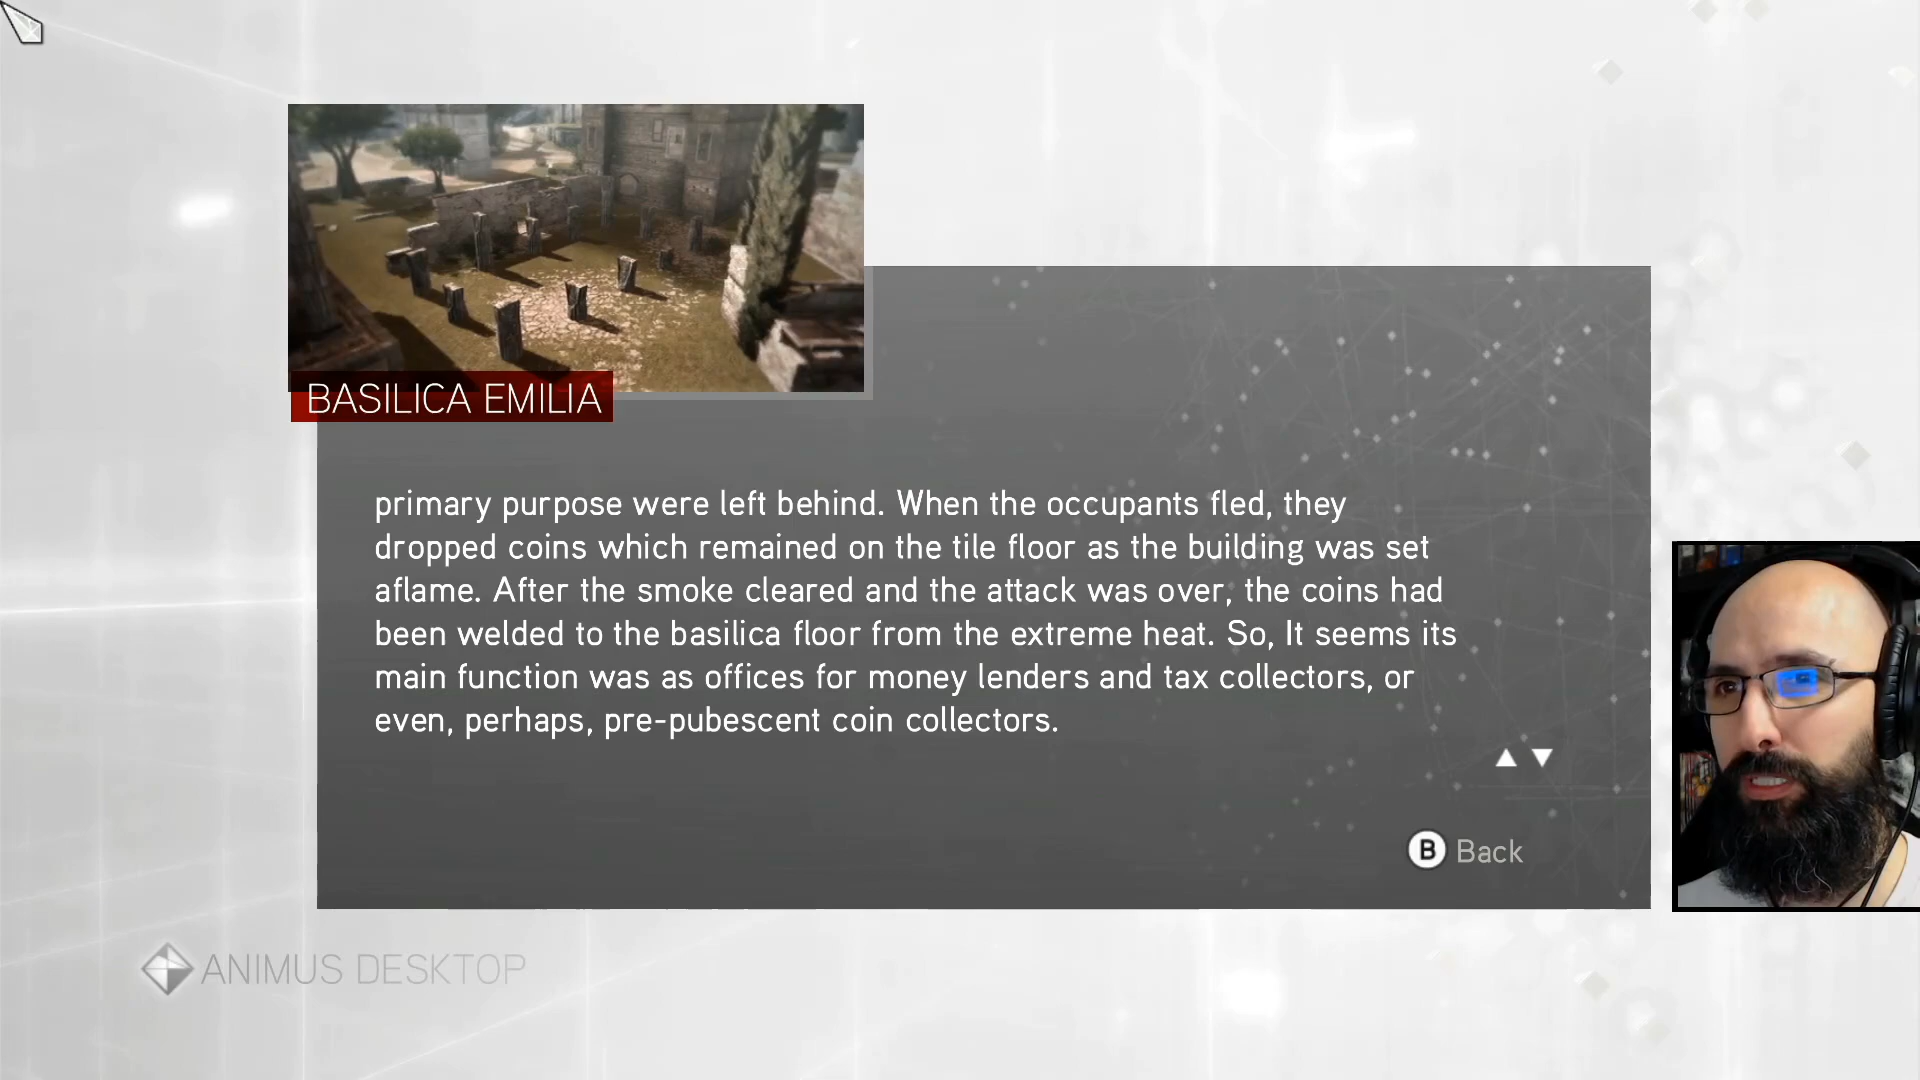 BASILICA EMILIA
primary purpose were left behind. When the occupants fled, they
dropped coins which remained on the tile floor as the building was set
aflame. After the smoke cleared and the attack was over, the coins had
been welded to the basilica floor from the extreme heat. So, It seems its
main function was as offices for money lenders and tax collectors, or
even, perhaps, pre-pubescent coin collectors.
B Back
ANIMUS DESKTOP